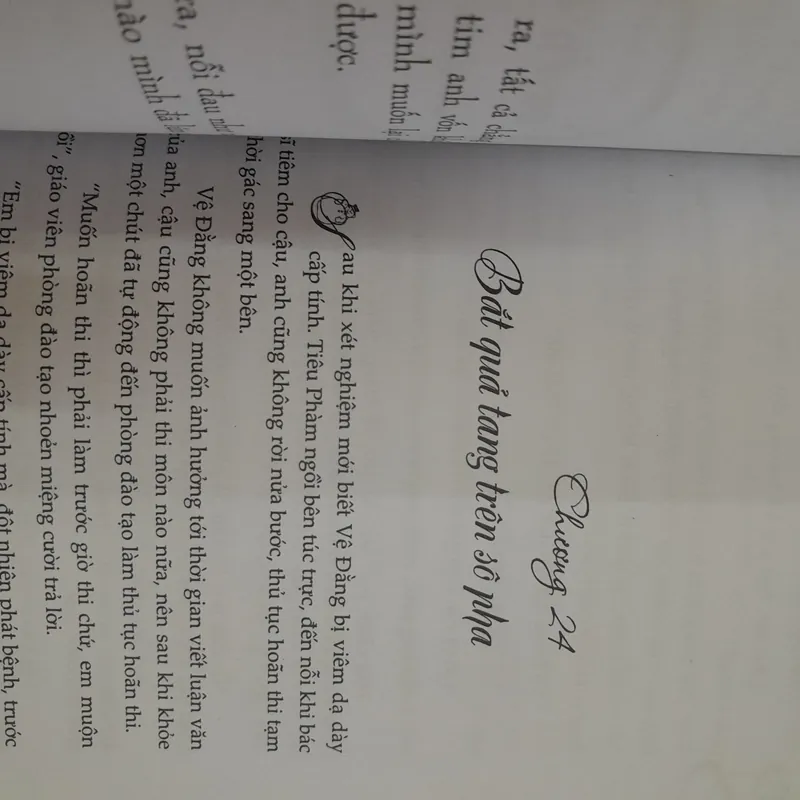 ra, tất cả
tim anh vốn
mình muốn
được.
ra, nỗi đau như
nào mình đã
Chương 24
Bắt quả tang trên sô pha
Sau khi xét nghiệm mới biết Vệ Đằng bị viêm dạ dày
cấp tính. Tiêu Phàm ngồi bên túc trực, đến nỗi khi bác
sĩ tiêm cho cậu, anh cũng không rời nửa bước, thủ tục hoãn thi tạm
thời gác sang một bên.
Vệ Đằng không muốn ảnh hưởng tới thời gian viết luận văn
của anh, cậu cũng không phải thi môn nào nữa, nên sau khi khỏe
hơn một chút đã tự động đến phòng đào tạo làm thủ tục hoãn thi.
“Muốn hoãn thi thì phải làm trước giờ thi chứ, em muộn
rồi”, giáo viên phòng đào tạo nhoẻn miệng cười trả lời.
“Em bị viêm dạ dày cấp tính mà, đột nhiên phát bệnh, trước